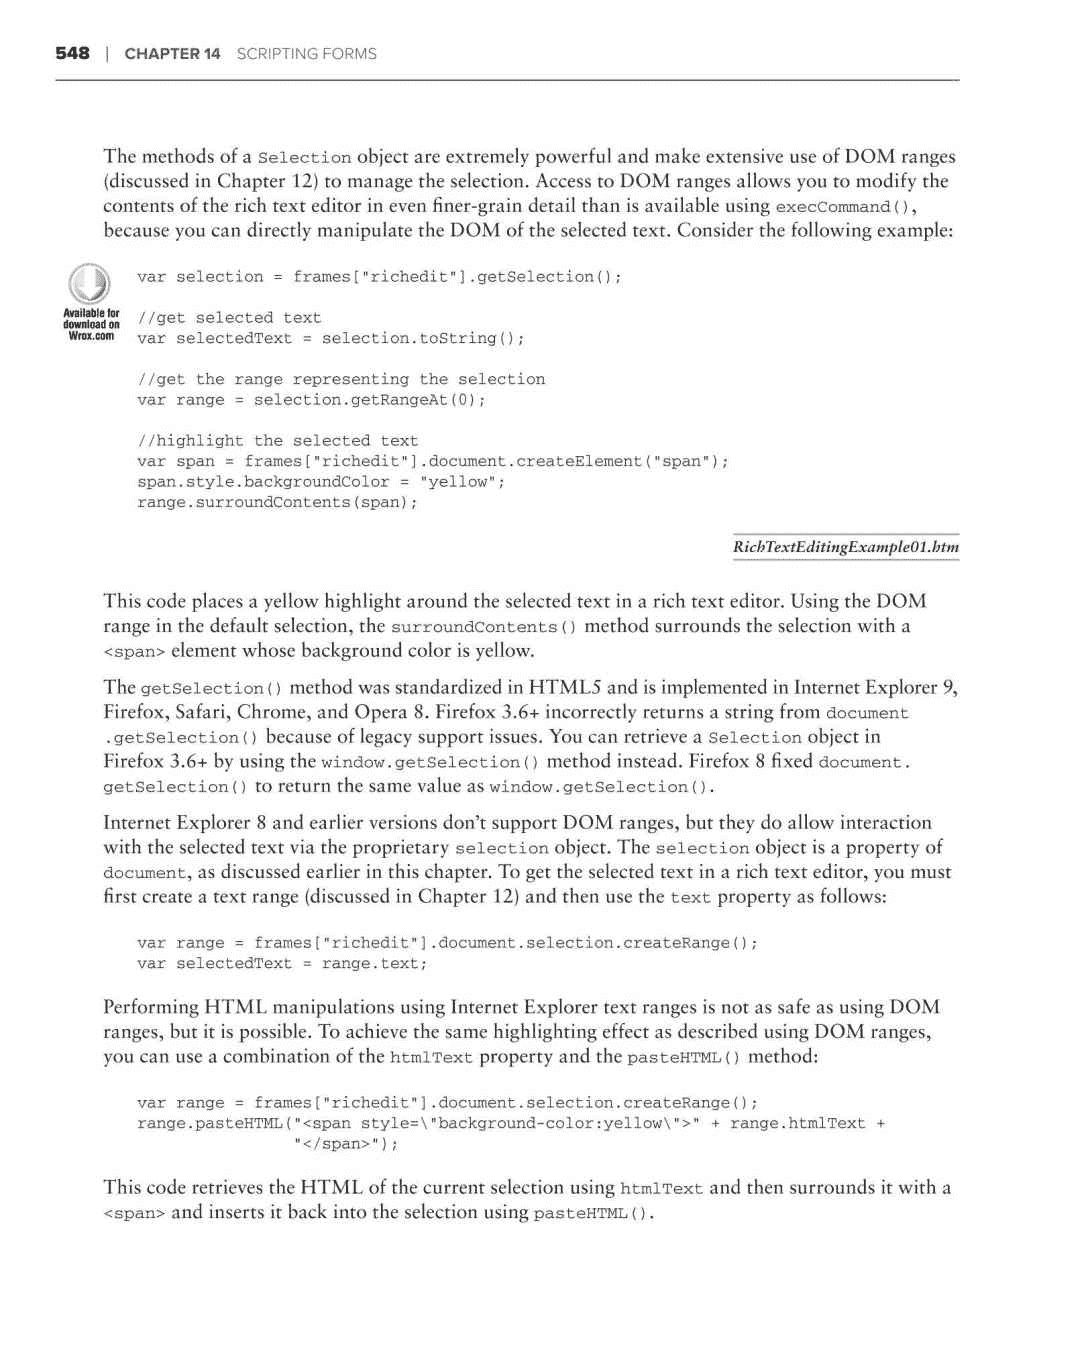 548 | CHAPTER 14 SCRIPTING FORMS
The methods of a Selection object are extremely powerful and make extensive use of DOM ranges
(discussed in Chapter 12) to manage the selection. Access to DOM ranges allows you to modify the
contents of the rich text editor in even finer-grain detail than is available using execCommand(),
because you can directly manipulate the DOM of the selected text. Consider the following example:
var selection = frames["richedit"].getSelection();
Available for
download on
Wrox.com
//get selected text
var selectedText = selection.toString();
//get the range representing the selection
var range = selection.getRangeAt(0);
//highlight the selected text
var span = frames["richedit"].document.createElement("span");
span.style.backgroundColor = "yellow";
range.surroundContents(span);
RichTextEditingExample01.htm
This code places a yellow highlight around the selected text in a rich text editor. Using the DOM
range in the default selection, the surroundContents() method surrounds the selection with a
<span> element whose background color is yellow.
The getSelection() method was standardized in HTML5 and is implemented in Internet Explorer 9,
Firefox, Safari, Chrome, and Opera 8. Firefox 3.6+ incorrectly returns a string from document
.getSelection() because of legacy support issues. You can retrieve a Selection object in
Firefox 3.6+ by using the window.getSelection() method instead. Firefox 8 fixed document.
getSelection() to return the same value as window.getSelection().
Internet Explorer 8 and earlier versions don't support DOM ranges, but they do allow interaction
with the selected text via the proprietary selection object. The selection object is a property of
document, as discussed earlier in this chapter. To get the selected text in a rich text editor, you must
first create a text range (discussed in Chapter 12) and then use the text property as follows:
var range = frames["richedit"].document.selection.createRange();
var selectedText = range.text;
Performing HTML manipulations using Internet Explorer text ranges is not as safe as using DOM
ranges, but it is possible. To achieve the same highlighting effect as described using DOM ranges,
you can use a combination of the htmlText property and the pasteHTML() method:
var range = frames["richedit"].document.selection.createRange();
range.pasteHTML("<span style=\"background-color:yellow\">" + range.htmlText +
"</span>");
This code retrieves the HTML of the current selection using htmlText and then surrounds it with a
<span> and inserts it back into the selection using pasteHTML().